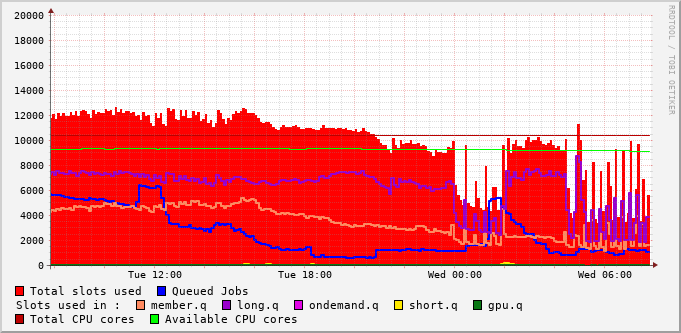 20000
18000
16000
14000
12000
10000
8000
6000
4000
2000
0
Tue 12:00 Tue 18:00 Wed 00:00 Wed 06:00
RRDTOOL / TOBI OETIKER
Total slots used Queued Jobs
Slots used in : member.q long.q ondemand.q short.q gpu.q
Total CPU cores Available CPU cores